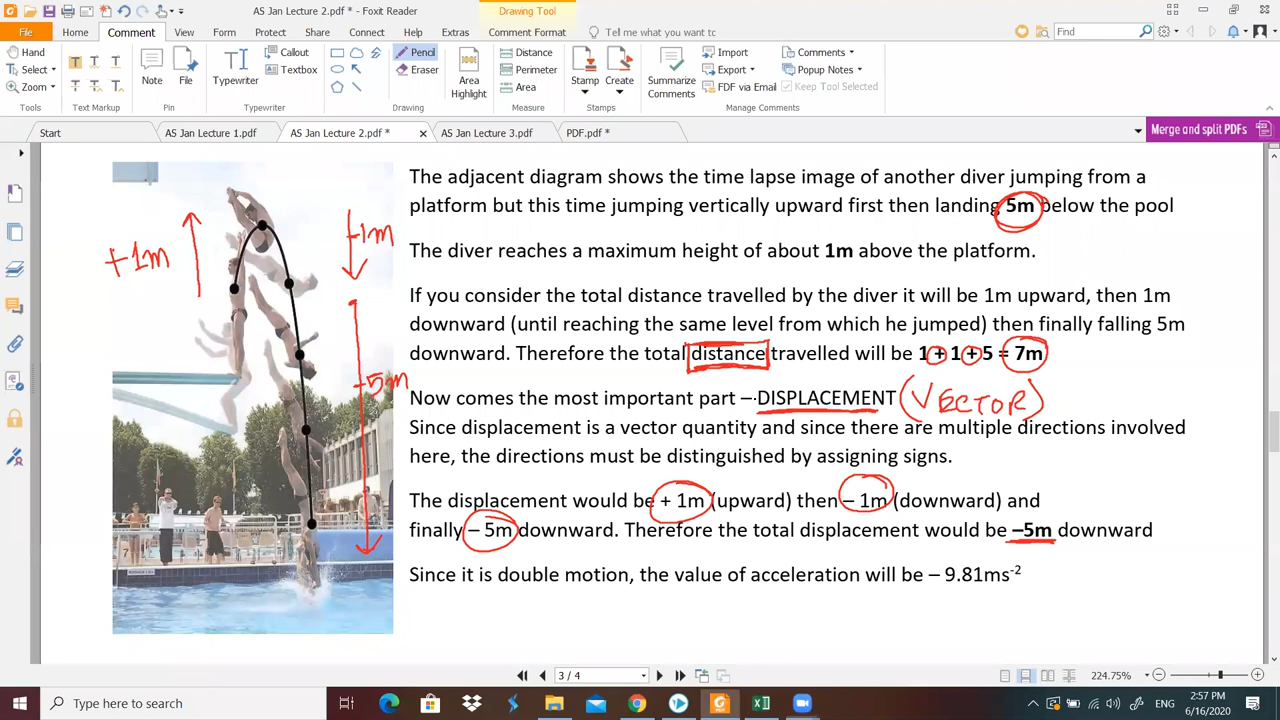 AS Jan Lecture 2.pdf * - Foxit Reader
Drawing Tool
File Home Comment View Form Protect Share Connect Help Extras Comment Format Tell me what you want tc Find
Hand
Select
Zoom
Tools
Text Markup
Note
File
Pin
Typewriter
Callout
Textbox
Typewriter
Pencil
Eraser
Drawing
Area Highlight
Distance
Perimeter
Area
Measure
Stamp
Create
Stamps
Summarize Comments
Import
Export
FDF via Email
Comments
Popup Notes
Keep Tool Selected
Manage Comments
Start AS Jan Lecture 1.pdf AS Jan Lecture 2.pdf * AS Jan Lecture 3.pdf PDF.pdf * Merge and split PDFs
The adjacent diagram shows the time lapse image of another diver jumping from a
platform but this time jumping vertically upward first then landing 5m below the pool
The diver reaches a maximum height of about 1m above the platform.
If you consider the total distance travelled by the diver it will be 1m upward, then 1m
downward (until reaching the same level from which he jumped) then finally falling 5m
downward. Therefore the total distance travelled will be 1 + 1 + 5 = 7m
Now comes the most important part – DISPLACEMENT (VECTOR)
Since displacement is a vector quantity and since there are multiple directions involved
here, the directions must be distinguished by assigning signs.
The displacement would be + 1m (upward) then – 1m (downward) and
finally – 5m downward. Therefore the total displacement would be –5m downward
Since it is double motion, the value of acceleration will be – 9.81ms-2
+1m
-1m
-5m
3 / 4
224.75%
Type here to search
ENG
2:57 PM
6/16/2020